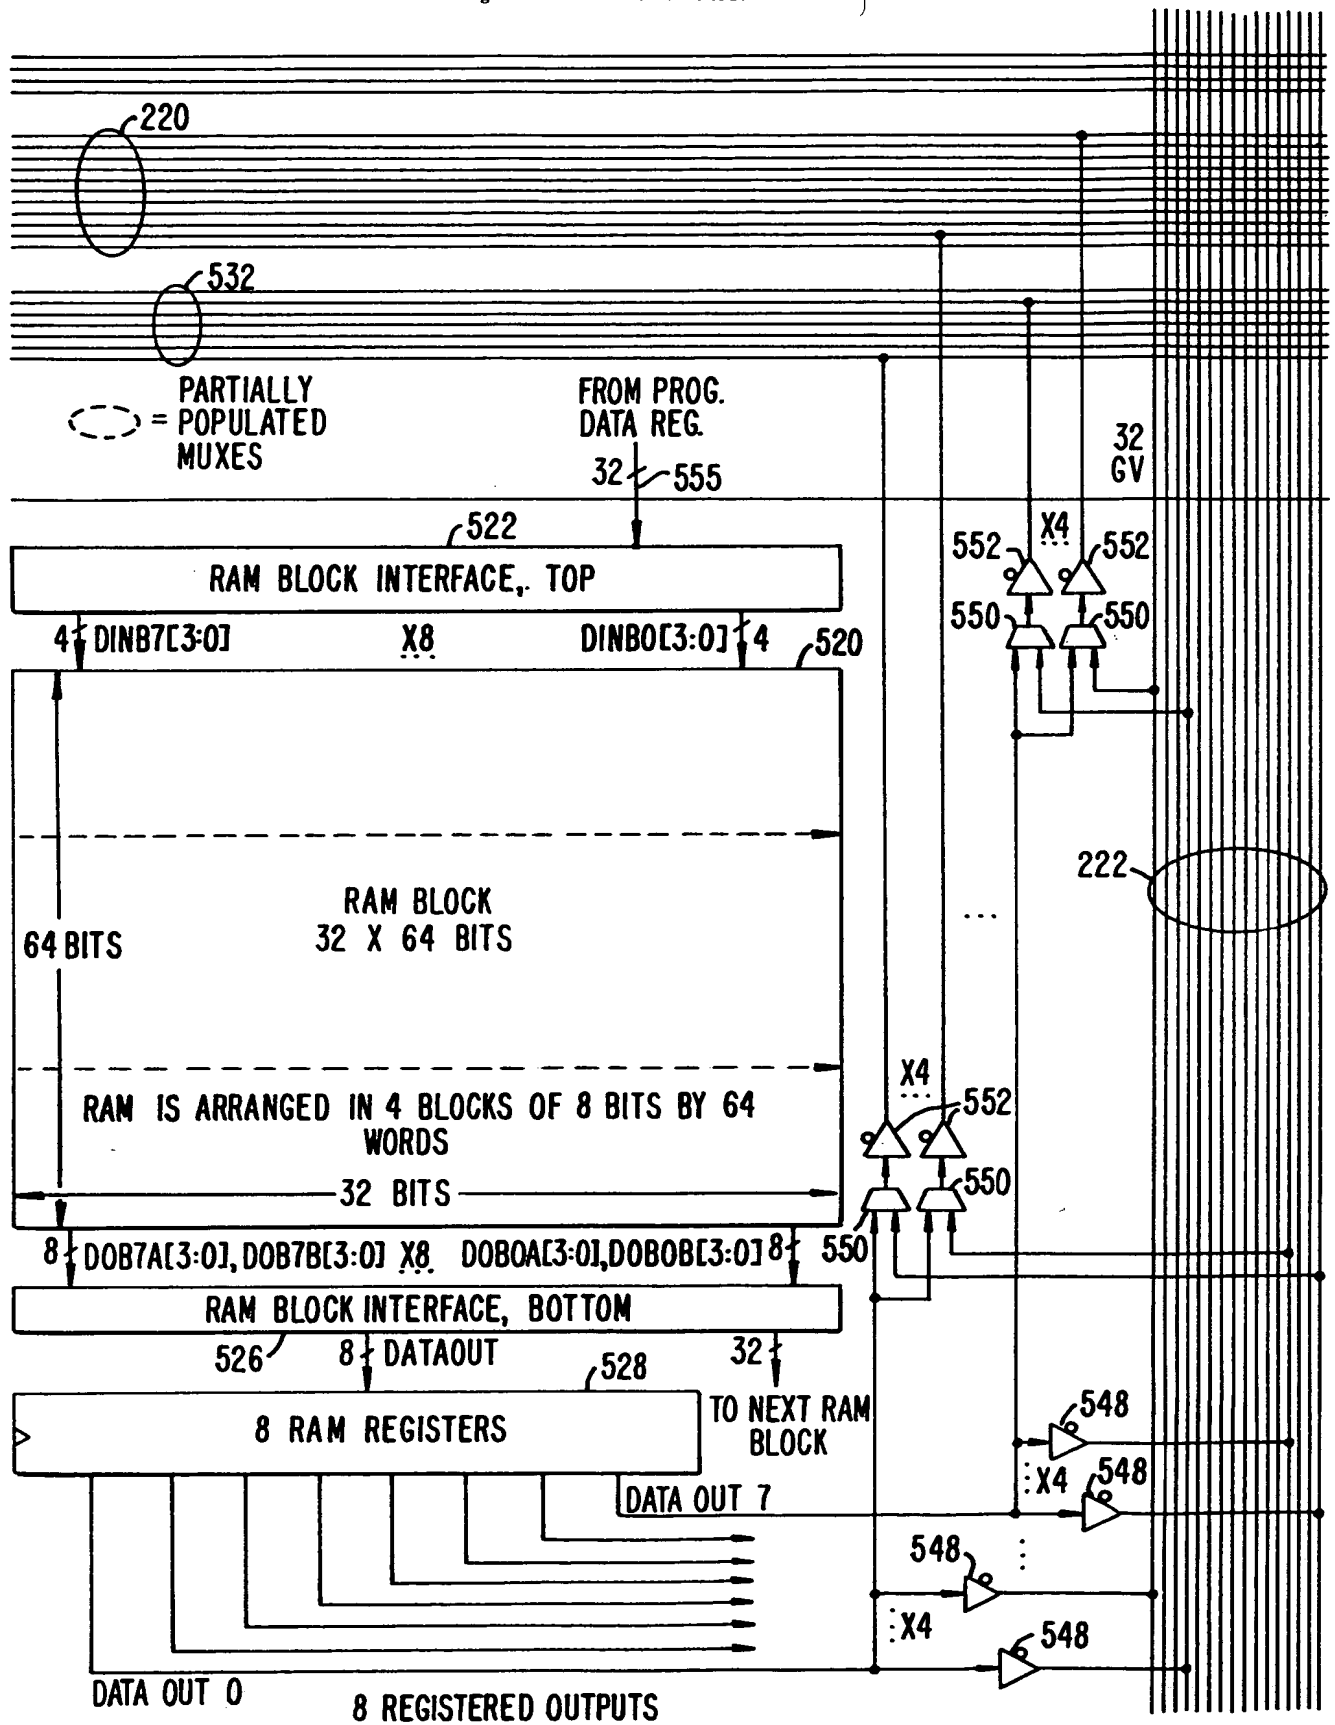 220
532
PARTIALLY
= POPULATED
MUXES
FROM PROG.
DATA REG.
32
555
32
GV
522
X4
552
552
RAM BLOCK INTERFACE, TOP
550
550
4
DINB7[3:0]
X8
DINB0[3:0]
4
520
222
RAM BLOCK
32 X 64 BITS
64 BITS
...
X4
...
RAM IS ARRANGED IN 4 BLOCKS OF 8 BITS BY 64
WORDS
552
32 BITS
550
550
8
DOB7A[3:0], DOB7B[3:0]
X8
DOB0A[3:0], DOB0B[3:0]
8
RAM BLOCK INTERFACE, BOTTOM
526
8
DATAOUT
32
528
8 RAM REGISTERS
TO NEXT RAM
BLOCK
548
X4
548
DATA OUT 7
548
X4
548
DATA OUT 0
8 REGISTERED OUTPUTS